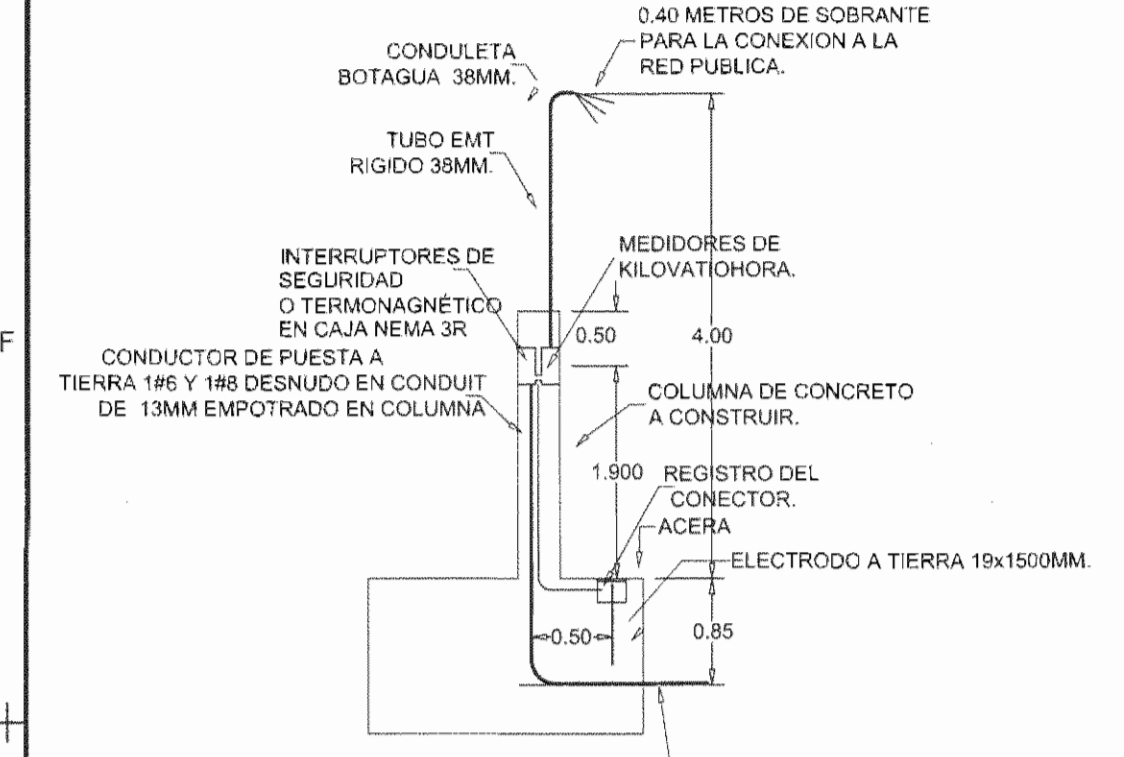 0.40 METROS DE SOBRANTE
PARA LA CONEXION A LA
RED PUBLICA.
CONDULETA
BOTAGUA 38MM.
TUBO EMT
RIGIDO 38MM.
MEDIDORES DE
KILOVATIOHORA.
INTERRUPTORES DE
SEGURIDAD
O TERMONAGNÉTICO
EN CAJA NEMA 3R
0.50
4.00
F
CONDUCTOR DE PUESTA A
TIERRA 1#6 Y 1#8 DESNUDO EN CONDUIT
DE 13MM EMPOTRADO EN COLUMNA
COLUMNA DE CONCRETO
A CONSTRUIR.
1.900
REGISTRO DEL
CONECTOR.
ACERA
ELECTRODO A TIERRA 19x1500MM.
0.50
0.85